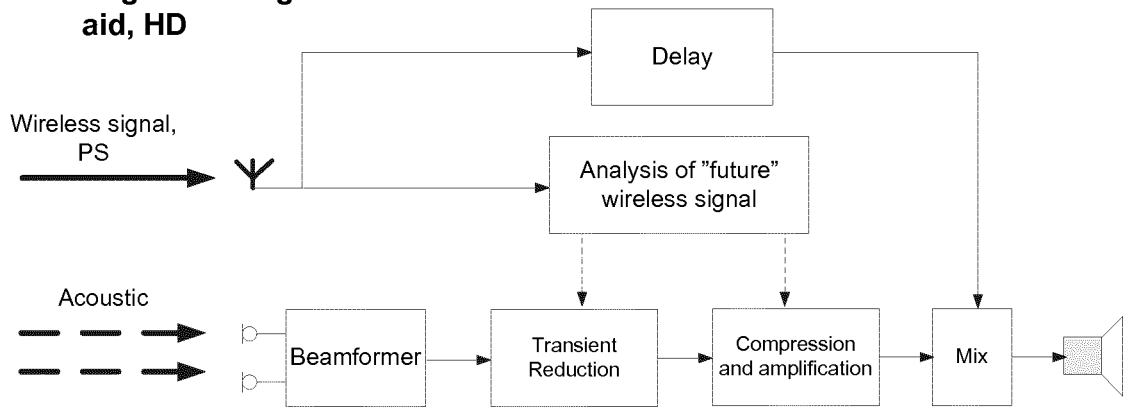 aid, HD
Delay
Wireless signal,
PS
Analysis of "future"
wireless signal
Acoustic
Beamformer
Transient
Reduction
Compression
and amplification
Mix